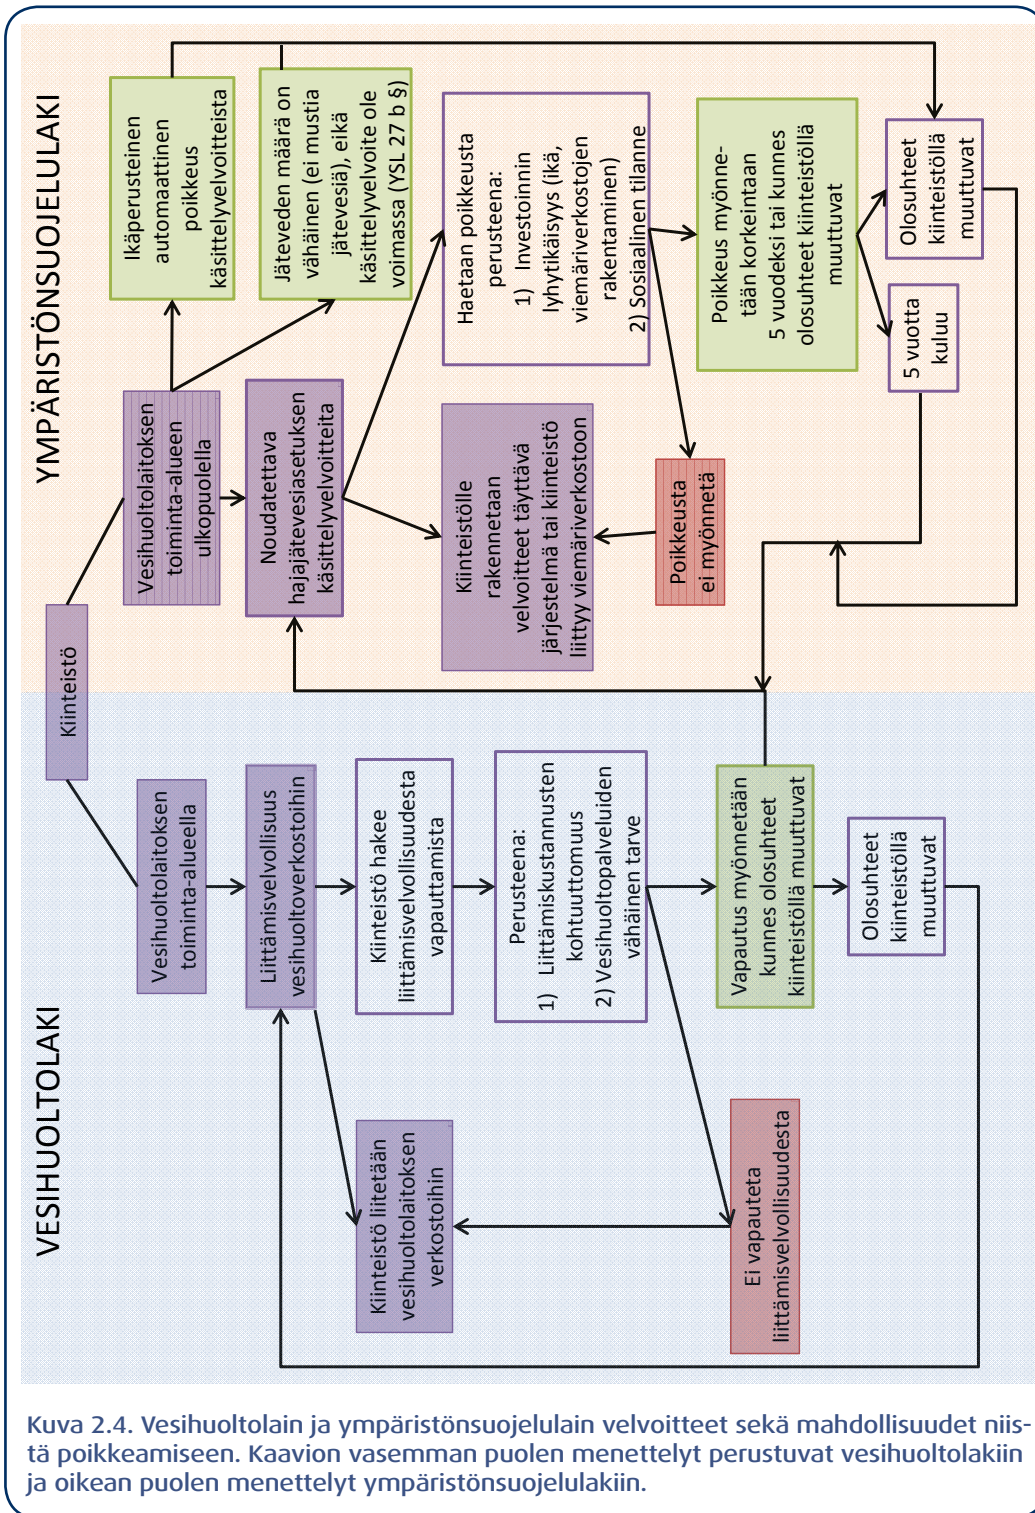 VESIHUOLTOLAKI
YMPÄRISTÖNSUOJELULAKI
Kiinteistö
Vesihuoltolaitoksen
toiminta-alueella
Liittämisvelvollisuus
vesihuoltoverkostoihin
Kiinteistö liitetään
vesihuoltolaitoksen
verkostoihin
Kiinteistö hakee
liittämisvelvollisuudesta
vapauttamista
Perusteena:
1) Liittämiskustannusten
kohtuuttomuus
2) Vesihuoltopalveluiden
vähäinen tarve
Ei vapauteta
liittämisvelvollisuudesta
Vapautus myönnetään
kunnes olosuhteet
kiinteistöllä muuttuvat
Olosuhteet
kiinteistöllä
muuttuvat
Vesihuoltolaitoksen
toiminta-alueen
ulkopuolella
Ikäperusteinen
automaattinen
poikkeus
käsittelyvelvoitteista
Jäteveden määrä on
vähäinen (ei mustia
jätevesiä), eikä
käsittelyvelvoite ole
voimassa (YSL 27 b §)
Noudatettava
hajajätevesiasetuksen
käsittelyvelvoitteita
Haetaan poikkeusta
perusteena:
1) Investoinnin
lyhytikäisyys (ikä,
viemäriverkostojen
rakentaminen)
2) Sosiaalinen tilanne
Kiinteistölle
rakennetaan
velvoitteet täyttävä
järjestelmä tai kiinteistö
liittyy viemäriverkostoon
Poikkeusta
ei myönnetä
Poikkeus myönne-
tään korkeintaan
5 vuodeksi tai kunnes
olosuhteet kiinteistöllä
muuttuvat
5 vuotta
kuluu
Olosuhteet
kiinteistöllä
muuttuvat
Kuva 2.4. Vesihuoltolain ja ympäristönsuojelulain velvoitteet sekä mahdollisuudet niis-
tä poikkeamiseen. Kaavion vasemman puolen menettelyt perustuvat vesihuoltolakiin
ja oikean puolen menettelyt ympäristönsuojelulakiin.